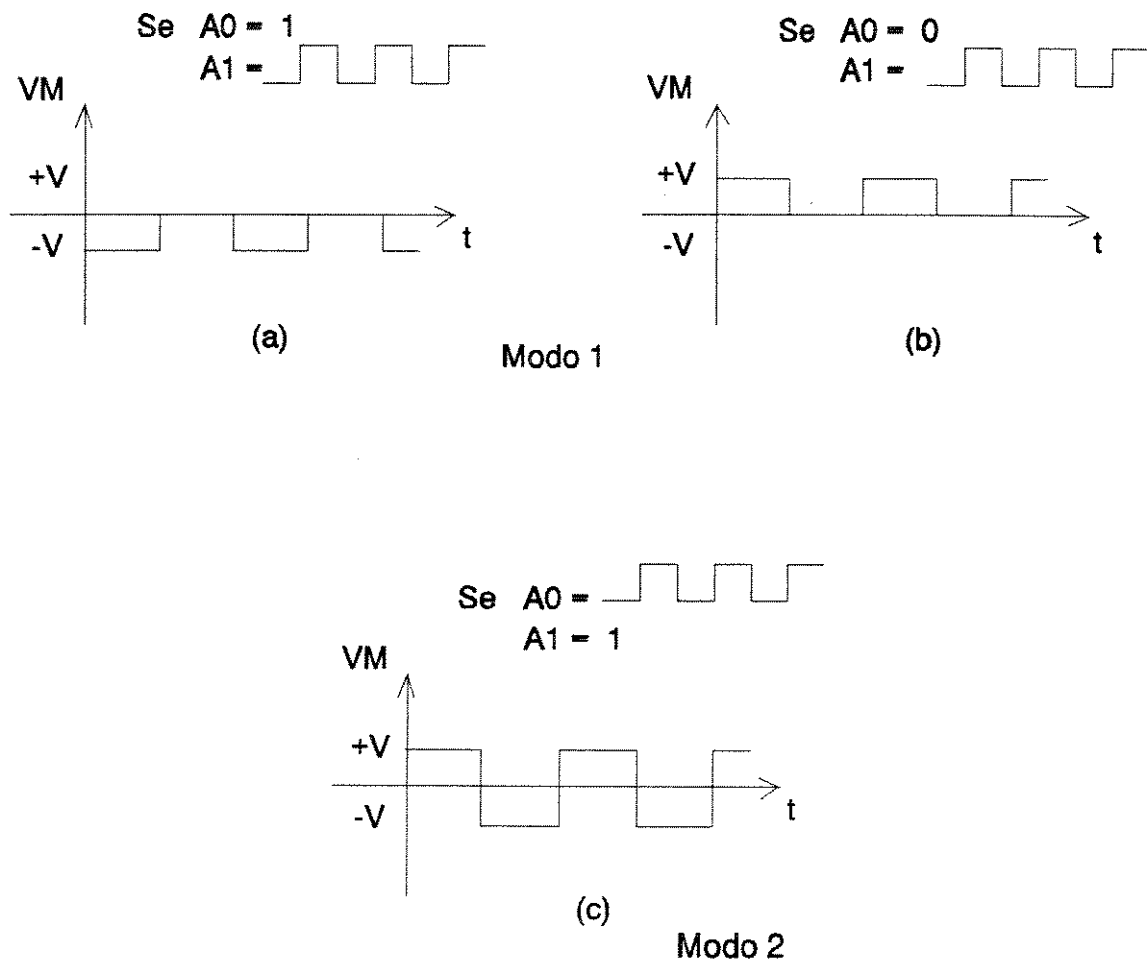 Se A0 = 1
A1 =
VM
+V
-V
t
(a)
Se A0 = 0
A1 =
VM
+V
-V
t
(b)
Modo 1
Se A0 =
A1 = 1
VM
+V
-V
t
(c)
Modo 2